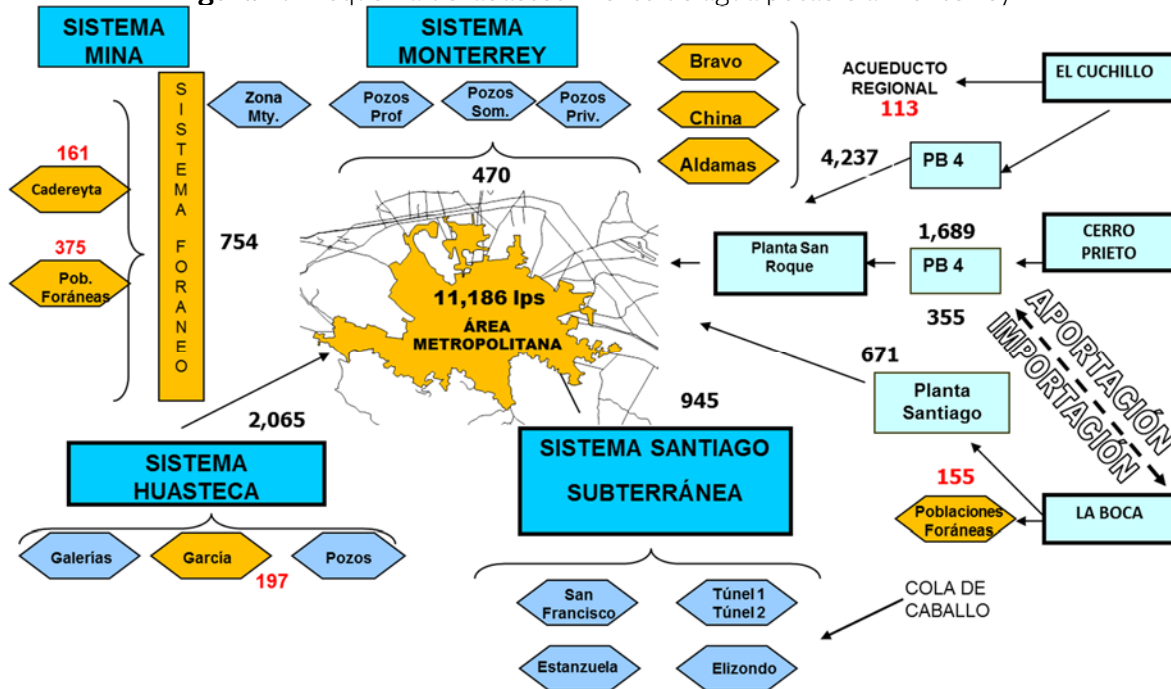 SISTEMA
MINA
SISTEMA
MONTERREY
SISTEMA FORANEO
Zona
Mty.
Pozos
Prof
Pozos
Som.
Pozos
Priv.
Bravo
China
Aldamas
ACUEDUCTO
REGIONAL
113
EL CUCHILLO
161
Cadereyta
375
Pob.
Foráneas
754
470
4,237
PB 4
11,186 lps
ÁREA
METROPOLITANA
Planta San
Roque
1,689
PB 4
355
CERRO
PRIETO
APORTACIÓN
IMPORTACIÓN
671
Planta
Santiago
155
Poblaciones
Foráneas
LA BOCA
2,065
945
SISTEMA
HUASTECA
SISTEMA SANTIAGO
SUBTERRÁNEA
Galerías
García
197
Pozos
San
Francisco
Túnel 1
Túnel 2
Estanzuela
Elizondo
COLA DE
CABALLO